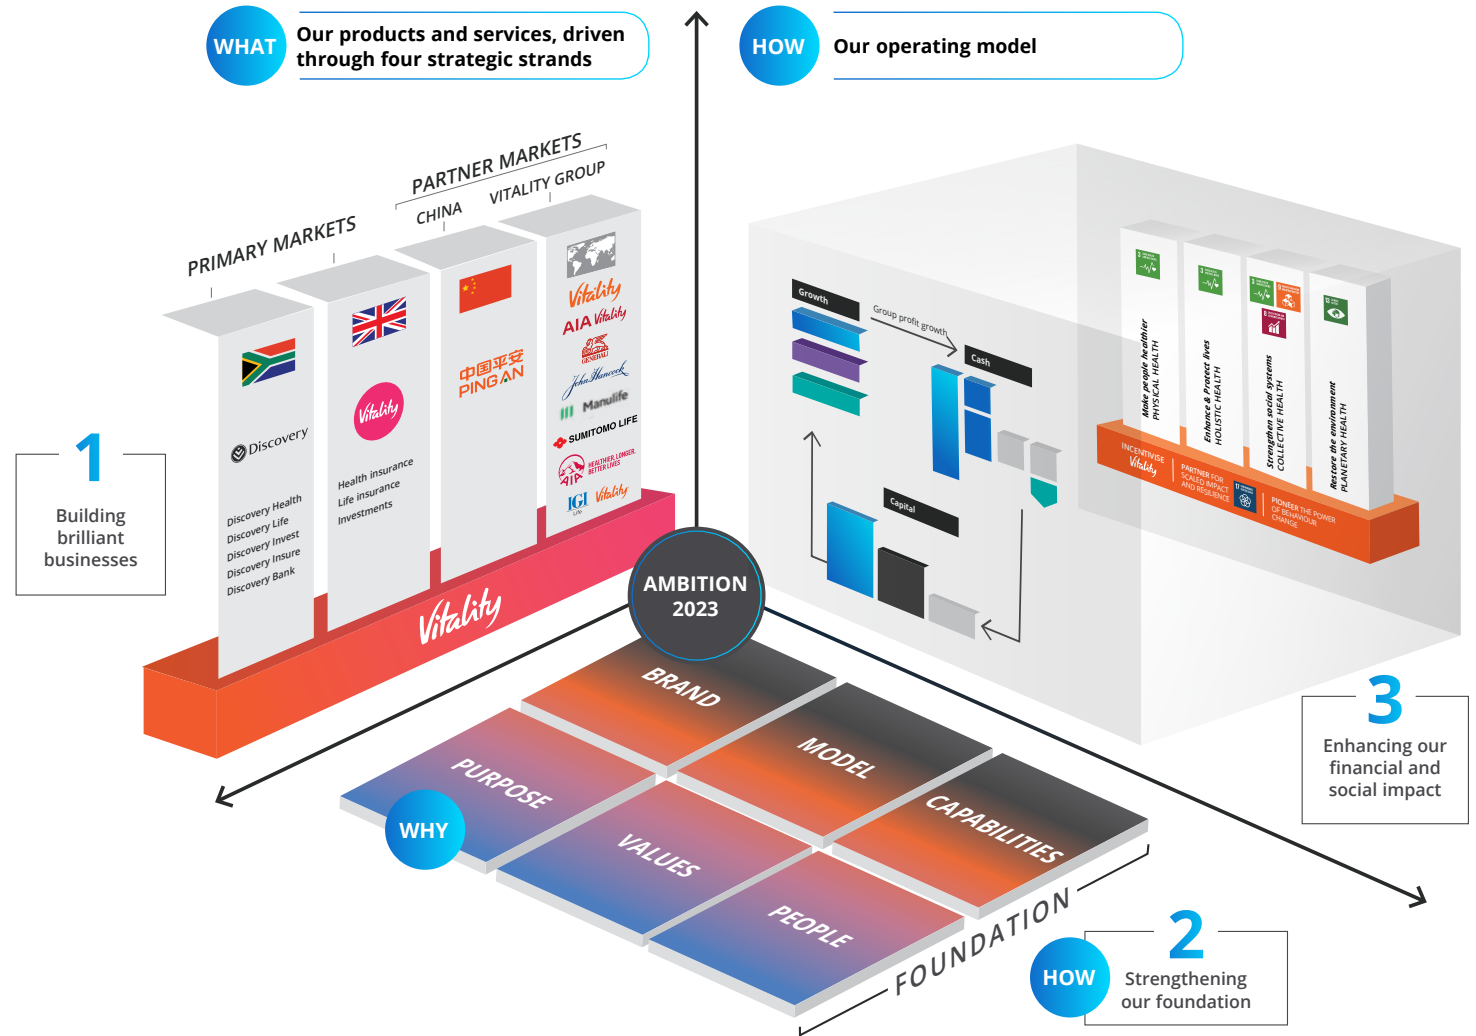 WHAT
Our products and services, driven
through four strategic strands
HOW
Our operating model
PRIMARY MARKETS
PARTNER MARKETS
CHINA
VITALITY GROUP
Discovery
Discovery Health
Discovery Life
Discovery Invest
Discovery Insure
Discovery Bank
Vitality
Health insurance
Life insurance
Investments
中国平安
PING AN
Vitality
AIA Vitality
GENERALI
John Hancock
Manulife
SUMITOMO LIFE
AIA
HEALTHIER, LONGER,
BETTER LIVES
IGI
Life
Vitality
Vitality
1
Building
brilliant
businesses
AMBITION
2023
Growth
Group profit growth
Cash
Capital
Make people healthier
PHYSICAL HEALTH
Enhance & Protect lives
HOLISTIC HEALTH
Strengthen social systems
COLLECTIVE HEALTH
Restore the environment
PLANETARY HEALTH
INCENTIVISE
Vitality
PARTNER FOR
SCALED IMPACT
AND RESILIENCE
17
PIONEER THE POWER
OF BEHAVIOUR
CHANGE
3
Enhancing our
financial and
social impact
BRAND
MODEL
CAPABILITIES
PURPOSE
VALUES
PEOPLE
WHY
FOUNDATION
HOW
2
Strengthening
our foundation